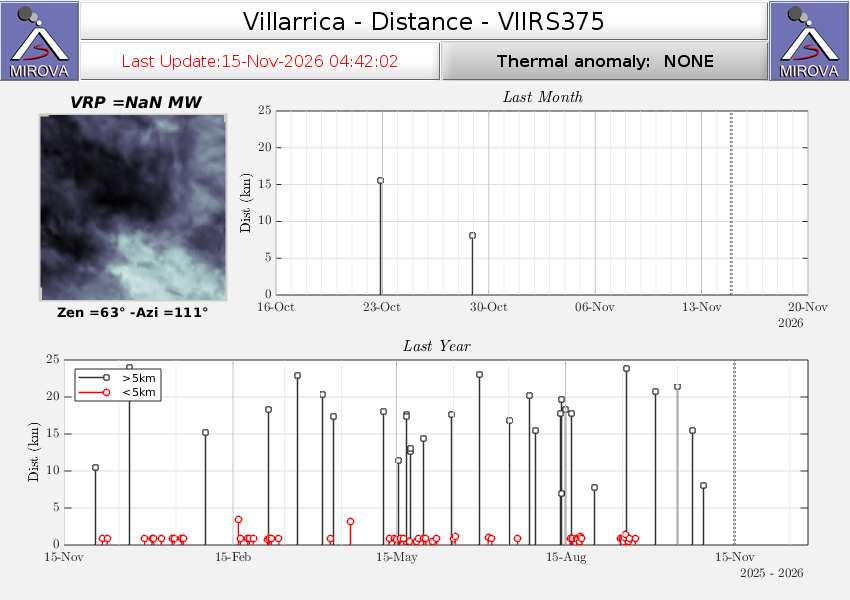 Villarrica - Distance - VIIRS375
MIROVA
Last Update:15-Nov-2026 04:42:02
Thermal anomaly: NONE
MIROVA
VRP =NaN MW
Zen =63° -Azi =111°
Last Month
Dist (km)
25
20
15
10
5
0
16-Oct 23-Oct 30-Oct 06-Nov 13-Nov 20-Nov
2026
Last Year
Dist (km)
25
20
15
10
5
0
>5km
<5km
15-Nov 15-Feb 15-May 15-Aug 15-Nov
2025 - 2026